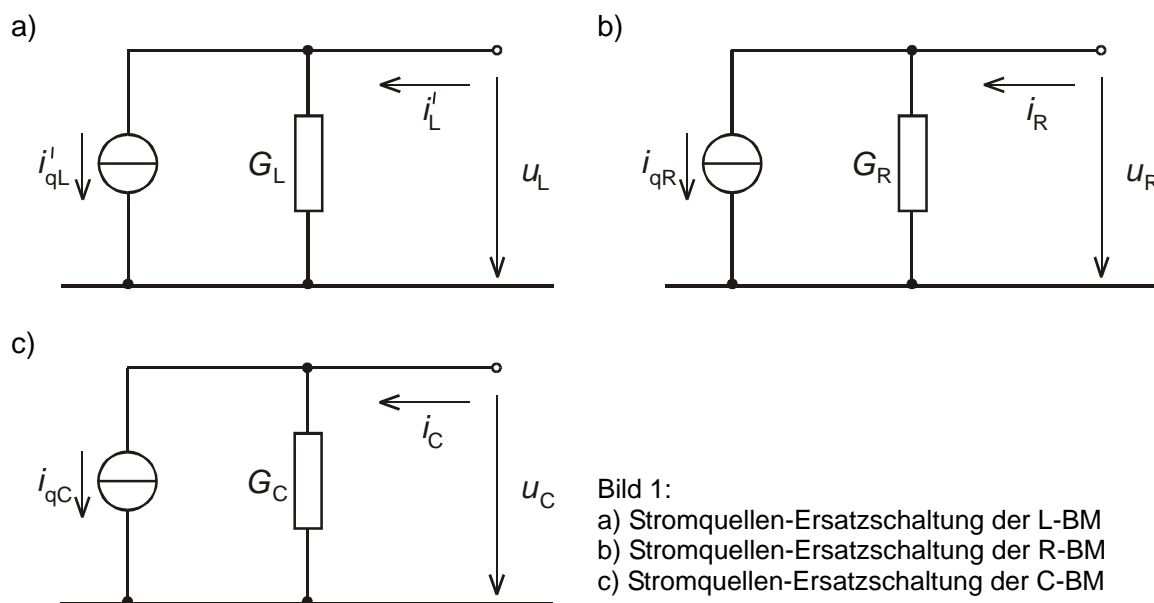 a)
b)
i'L
iR
i'qL
GL
uL
iqR
GR
uR
c)
iC
iqC
GC
uC
Bild 1:
a) Stromquellen-Ersatzschaltung der L-BM
b) Stromquellen-Ersatzschaltung der R-BM
c) Stromquellen-Ersatzschaltung der C-BM